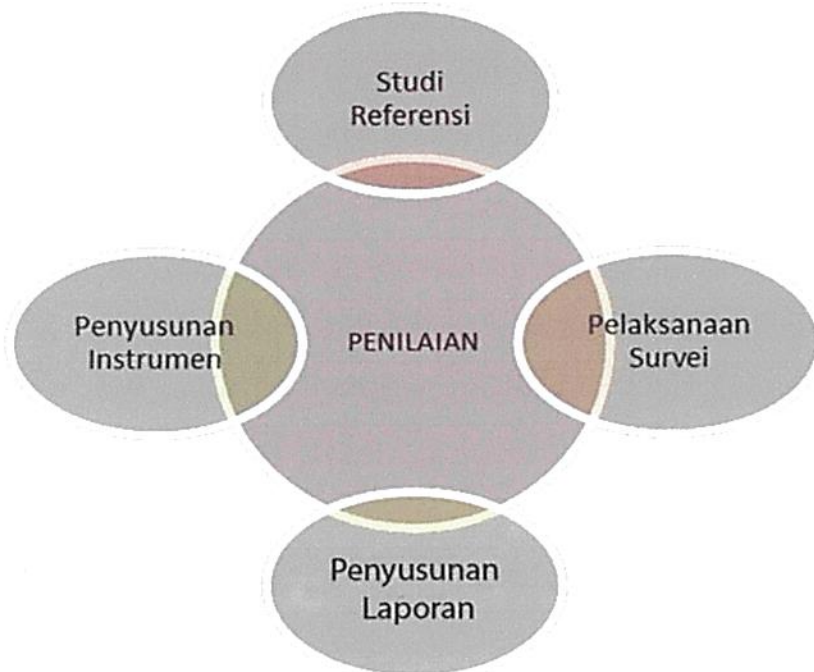 Studi
Referensi
Penyusunan
Instrumen
PENILAIAN
Pelaksanaan
Survei
Penyusunan
Laporan